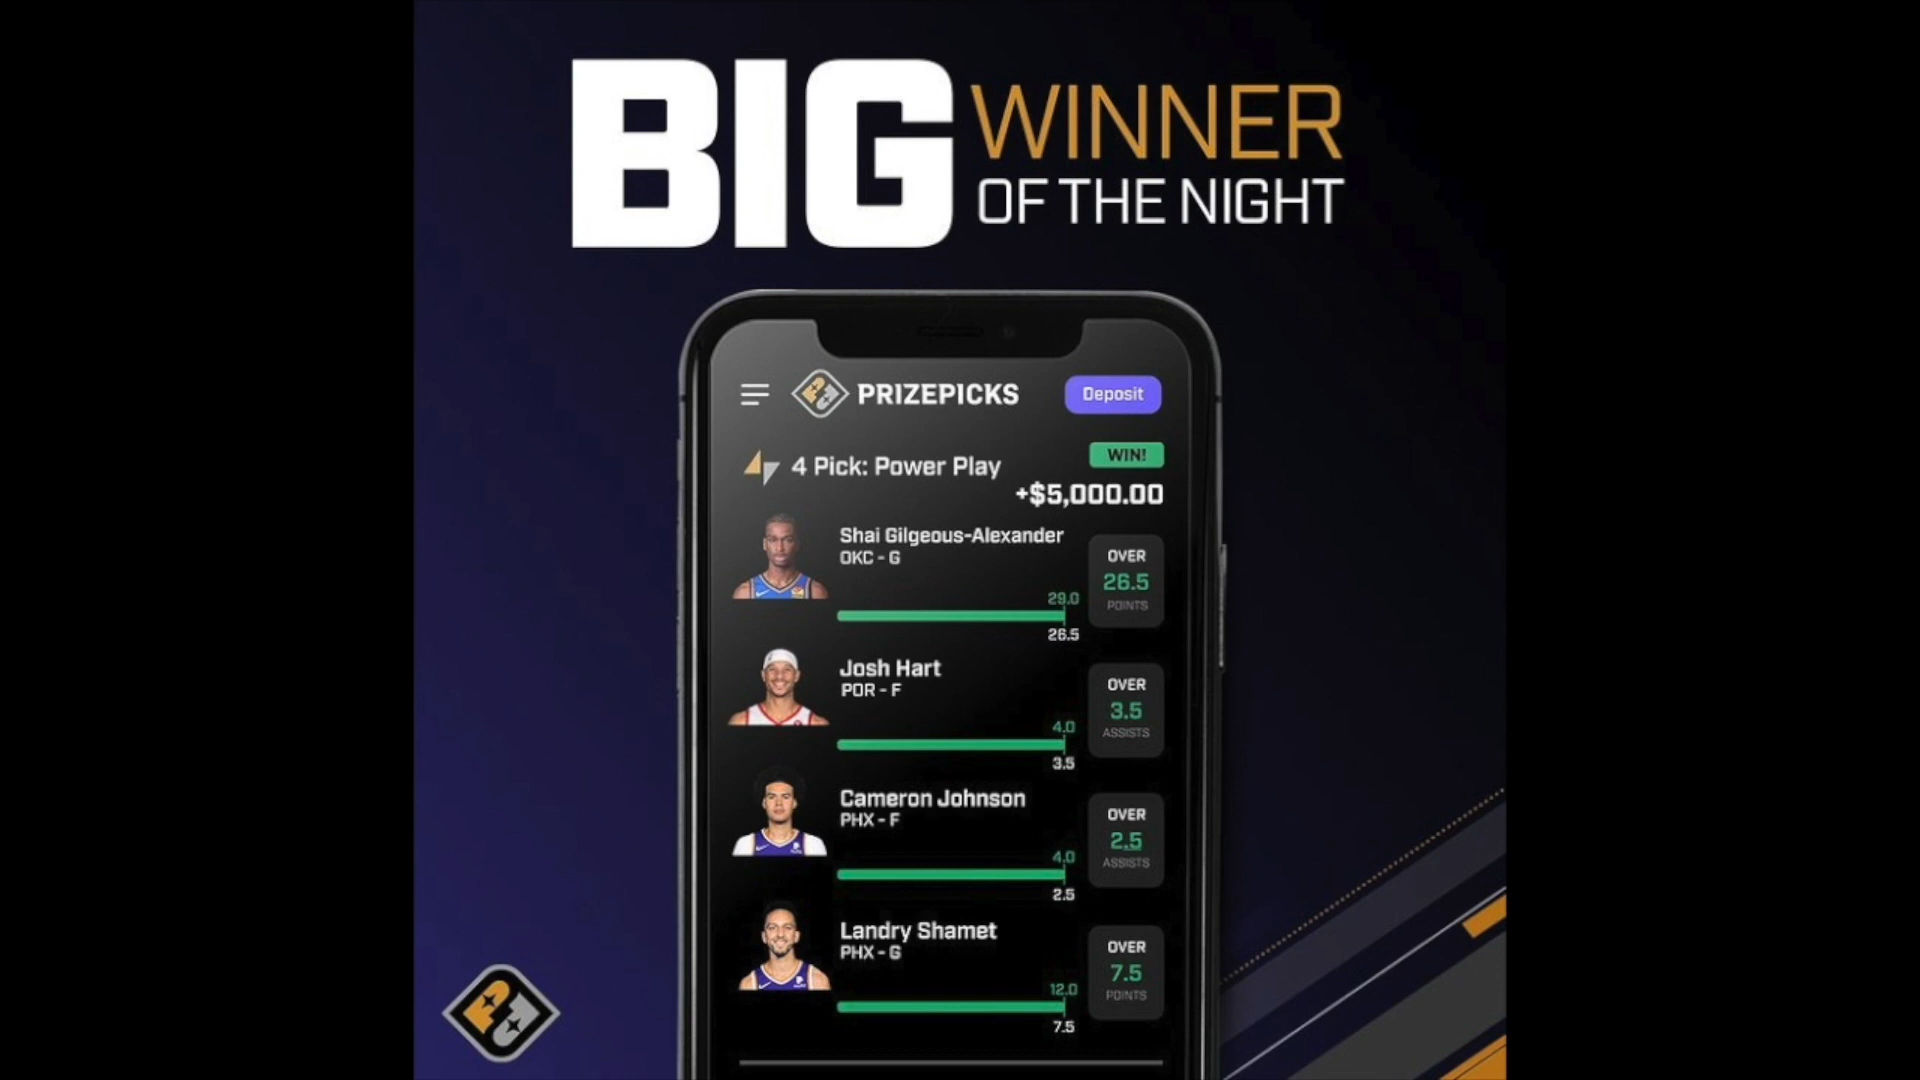 BIG WINNER
OF THE NIGHT
PRIZEPICKS
Deposit
4 Pick: Power Play
WIN!
+$5,000.00
Shai Gilgeous-Alexander
OKC - G
29.0
26.5
OVER
26.5
POINTS
Josh Hart
POR - F
4.0
3.5
OVER
3.5
ASSISTS
Cameron Johnson
PHX - F
4.0
2.5
OVER
2.5
ASSISTS
Landry Shamet
PHX - G
12.0
7.5
OVER
7.5
POINTS